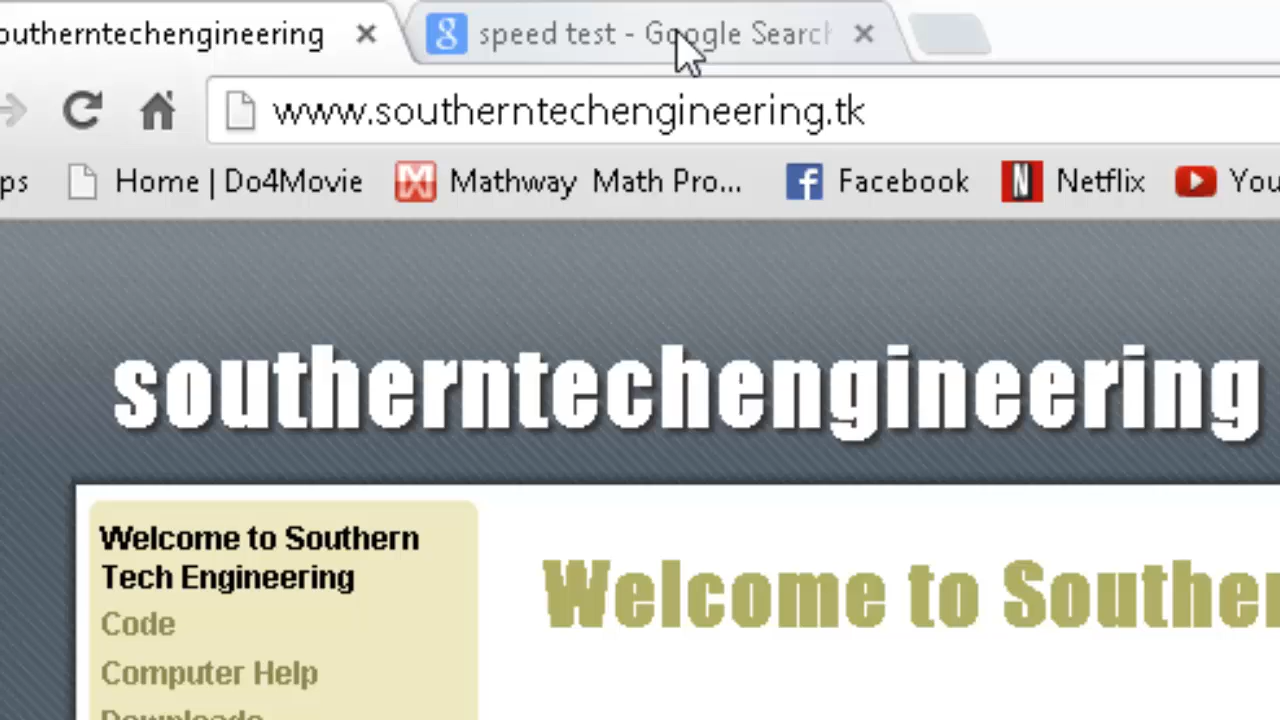 outherntechengineering
speed test - Google Search
www.southerntechengineering.tk
ps Home | Do4Movie Mathway Math Pro... Facebook Netflix You
southerntechengineering
Welcome to Southern
Tech Engineering
Welcome to Souther
Code
Computer Help
Downloads